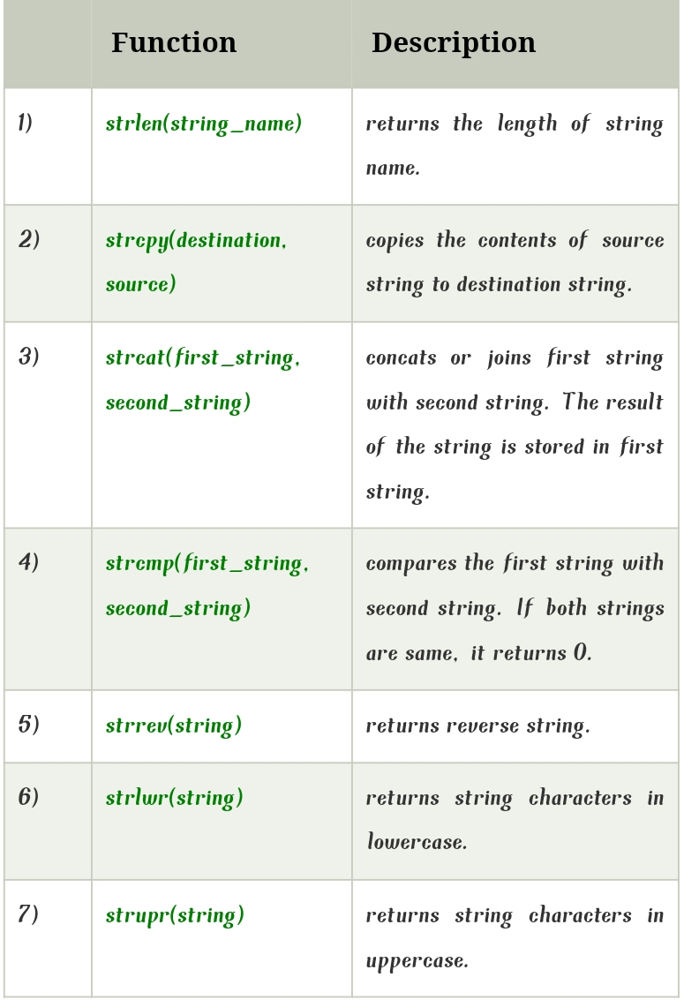 Function Description
1) strlen(string_name) returns the length of string
name.
2) strcpy(destination, copies the contents of source
source) string to destination string.
3) strcat(first_string, concats or joins first string
second_string) with second string. The result
of the string is stored in first
string.
4) strcmp(first_string, compares the first string with
second_string) second string. If both strings
are same, it returns 0.
5) strrev(string) returns reverse string.
6) strlwr(string) returns string characters in
lowercase.
7) strupr(string) returns string characters in
uppercase.